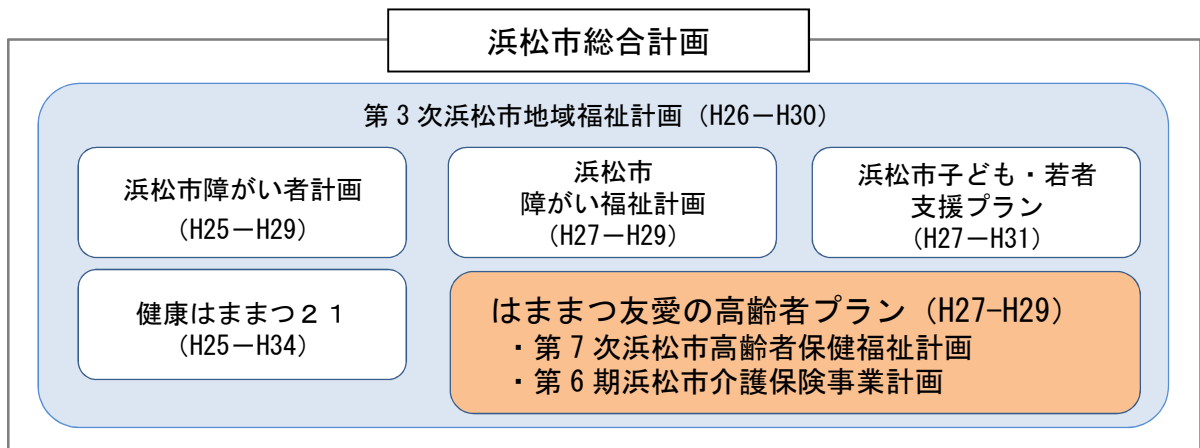 浜松市総合計画
第３次浜松市地域福祉計画（H26－H30）
浜松市障がい者計画
（H25－H29）
浜松市
障がい福祉計画
（H27－H29）
浜松市子ども・若者
支援プラン
（H27－H31）
健康はままつ２１
（H25－H34）
はままつ友愛の高齢者プラン（H27-H29）
・第７次浜松市高齢者保健福祉計画
・第６期浜松市介護保険事業計画